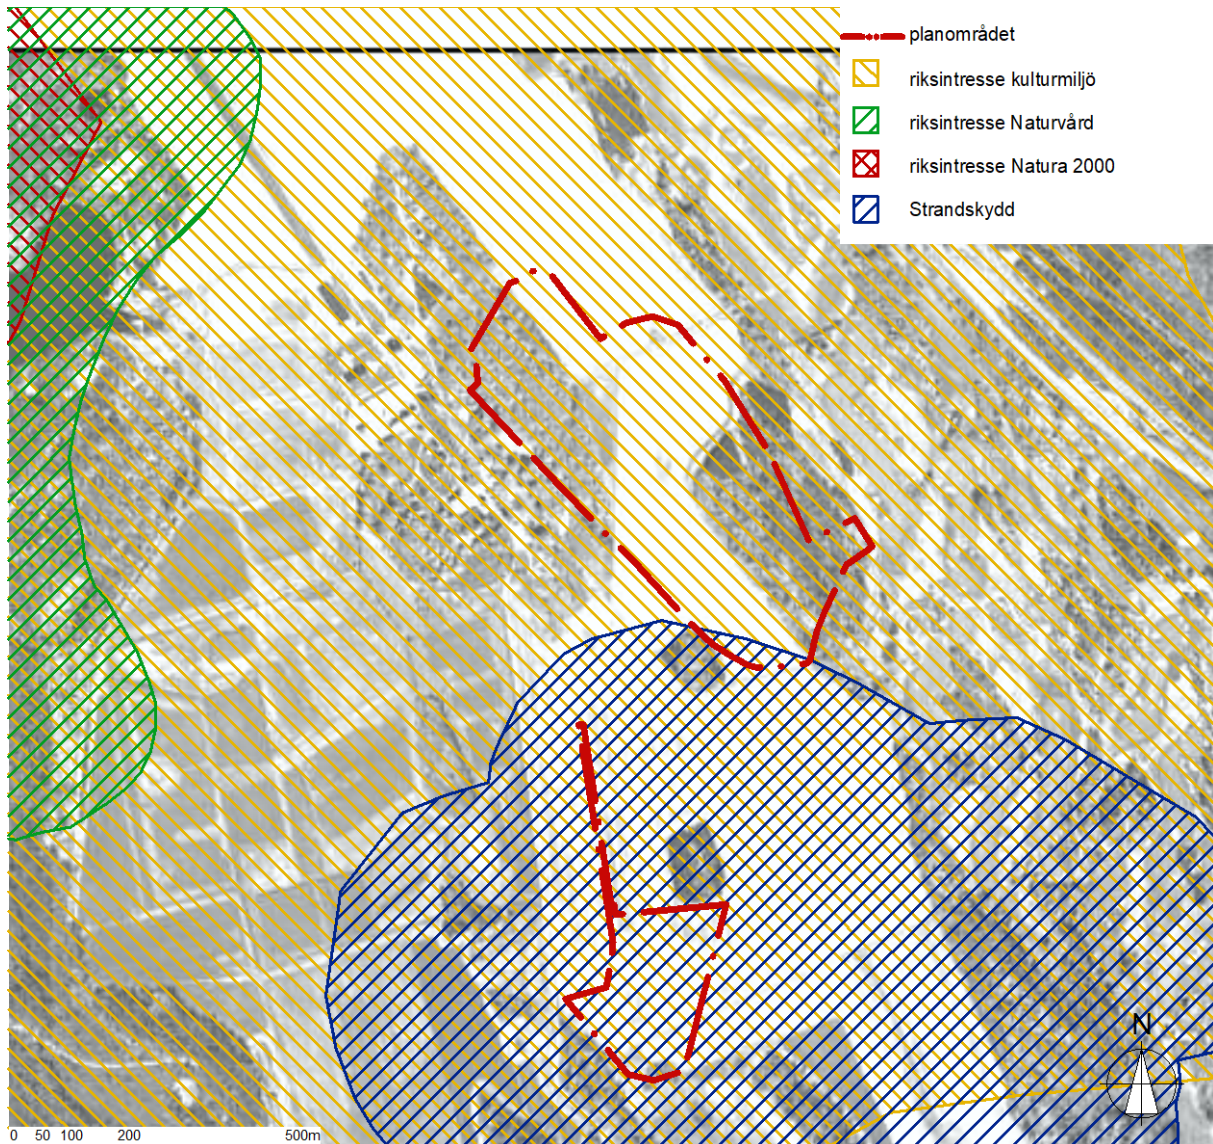 planområdet
riksintresse kulturmiljö
riksintresse Naturvård
riksintresse Natura 2000
Strandskydd
N
0 50 100 200 500m